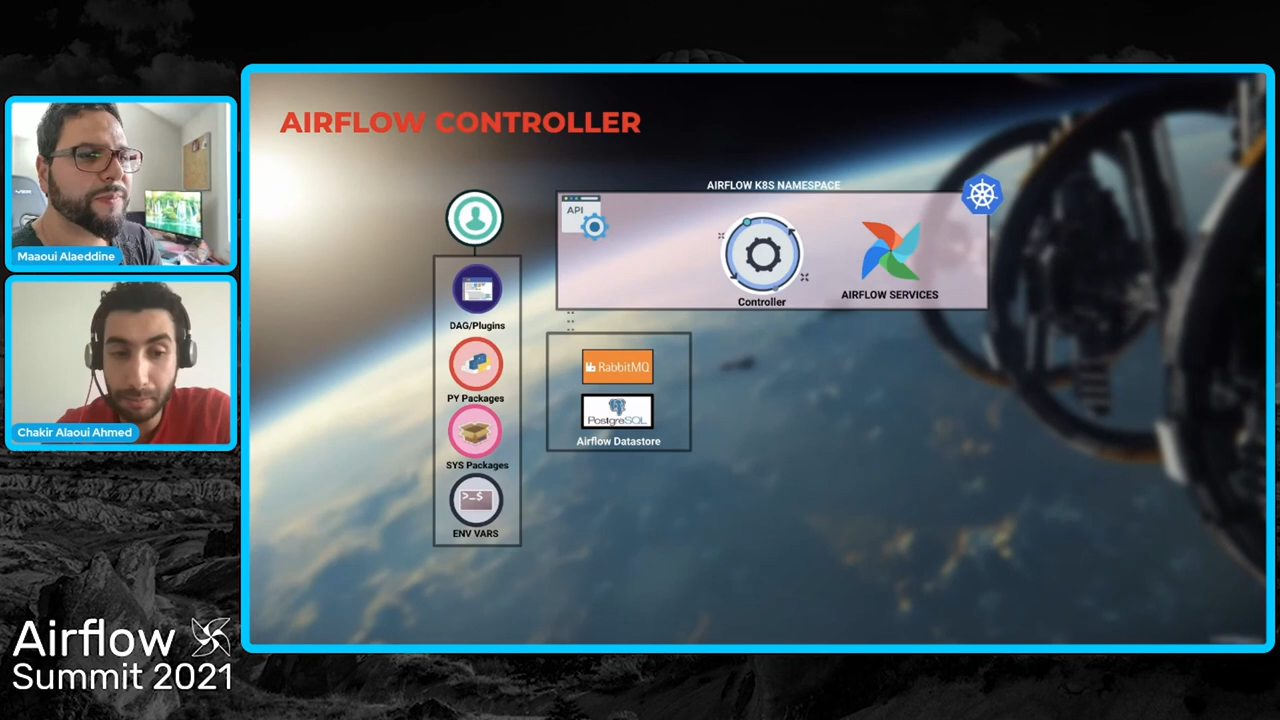 AIRFLOW CONTROLLER
AIRFLOW K8S NAMESPACE
API
Controller
AIRFLOW SERVICES
DAG/Plugins
PY Packages
SYS Packages
>_$
ENV VARS
RabbitMQ
PostgreSQL
Airflow Datastore
Maaoui Alaeddine
Chakir Alaoui Ahmed
Airflow
Summit 2021